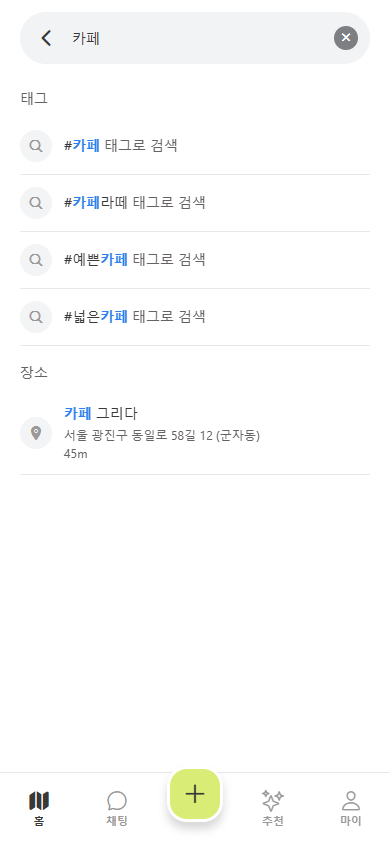 카페
태그
#카페 태그로 검색
#카페라떼 태그로 검색
#예쁜카페 태그로 검색
#넓은카페 태그로 검색
장소
카페 그리다
서울 광진구 동일로 58길 12 (군자동)
45m
홈
채팅
추천
마이